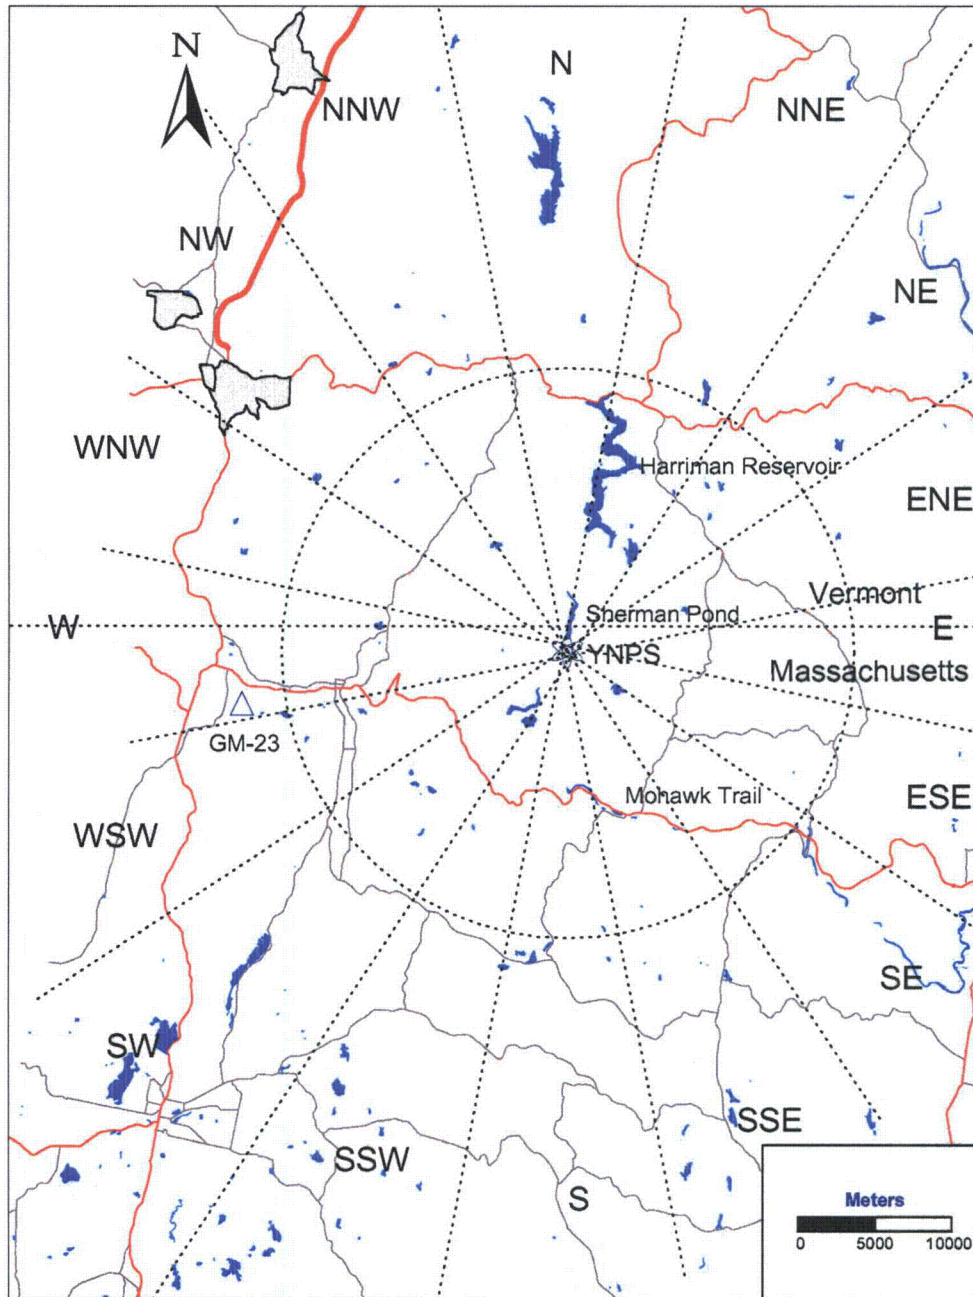 N
N
NNW
NNE
NW
NE
WNW
Harriman Reservoir
ENE
Vermont
Sherman Pond
W
E
YNPS
Massachusetts
GM-23
Mohawk Trail
ESE
WSW
SE
SW
SSE
SSW
S
Meters
0 5000 10000